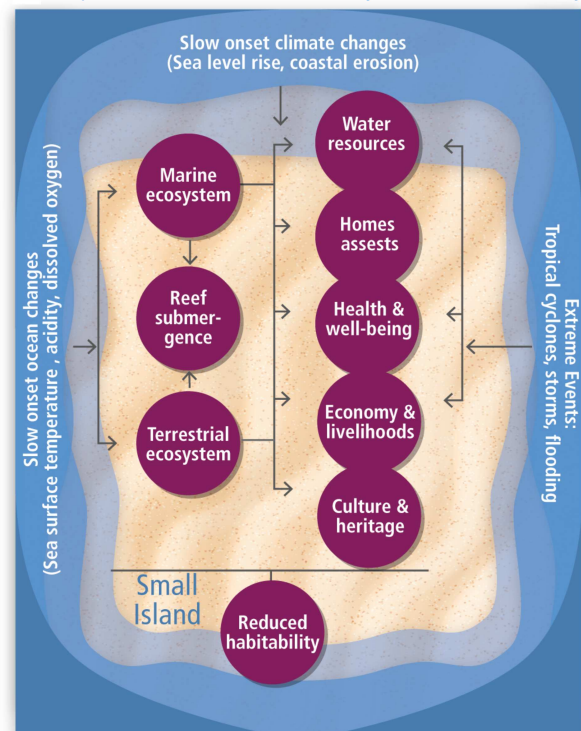 Slow onset climate changes
(Sea level rise, coastal erosion)
Slow onset ocean changes
(Sea surface temperature , acidity, dissolved oxygen)
Marine
ecosystem
Reef
submer-
gence
Terrestrial
ecosystem
Water
resources
Homes
assests
Health &
well-being
Economy &
livelihoods
Culture &
heritage
Extreme Events:
Tropical cyclones, storms, flooding
Small
Island
Reduced
habitability